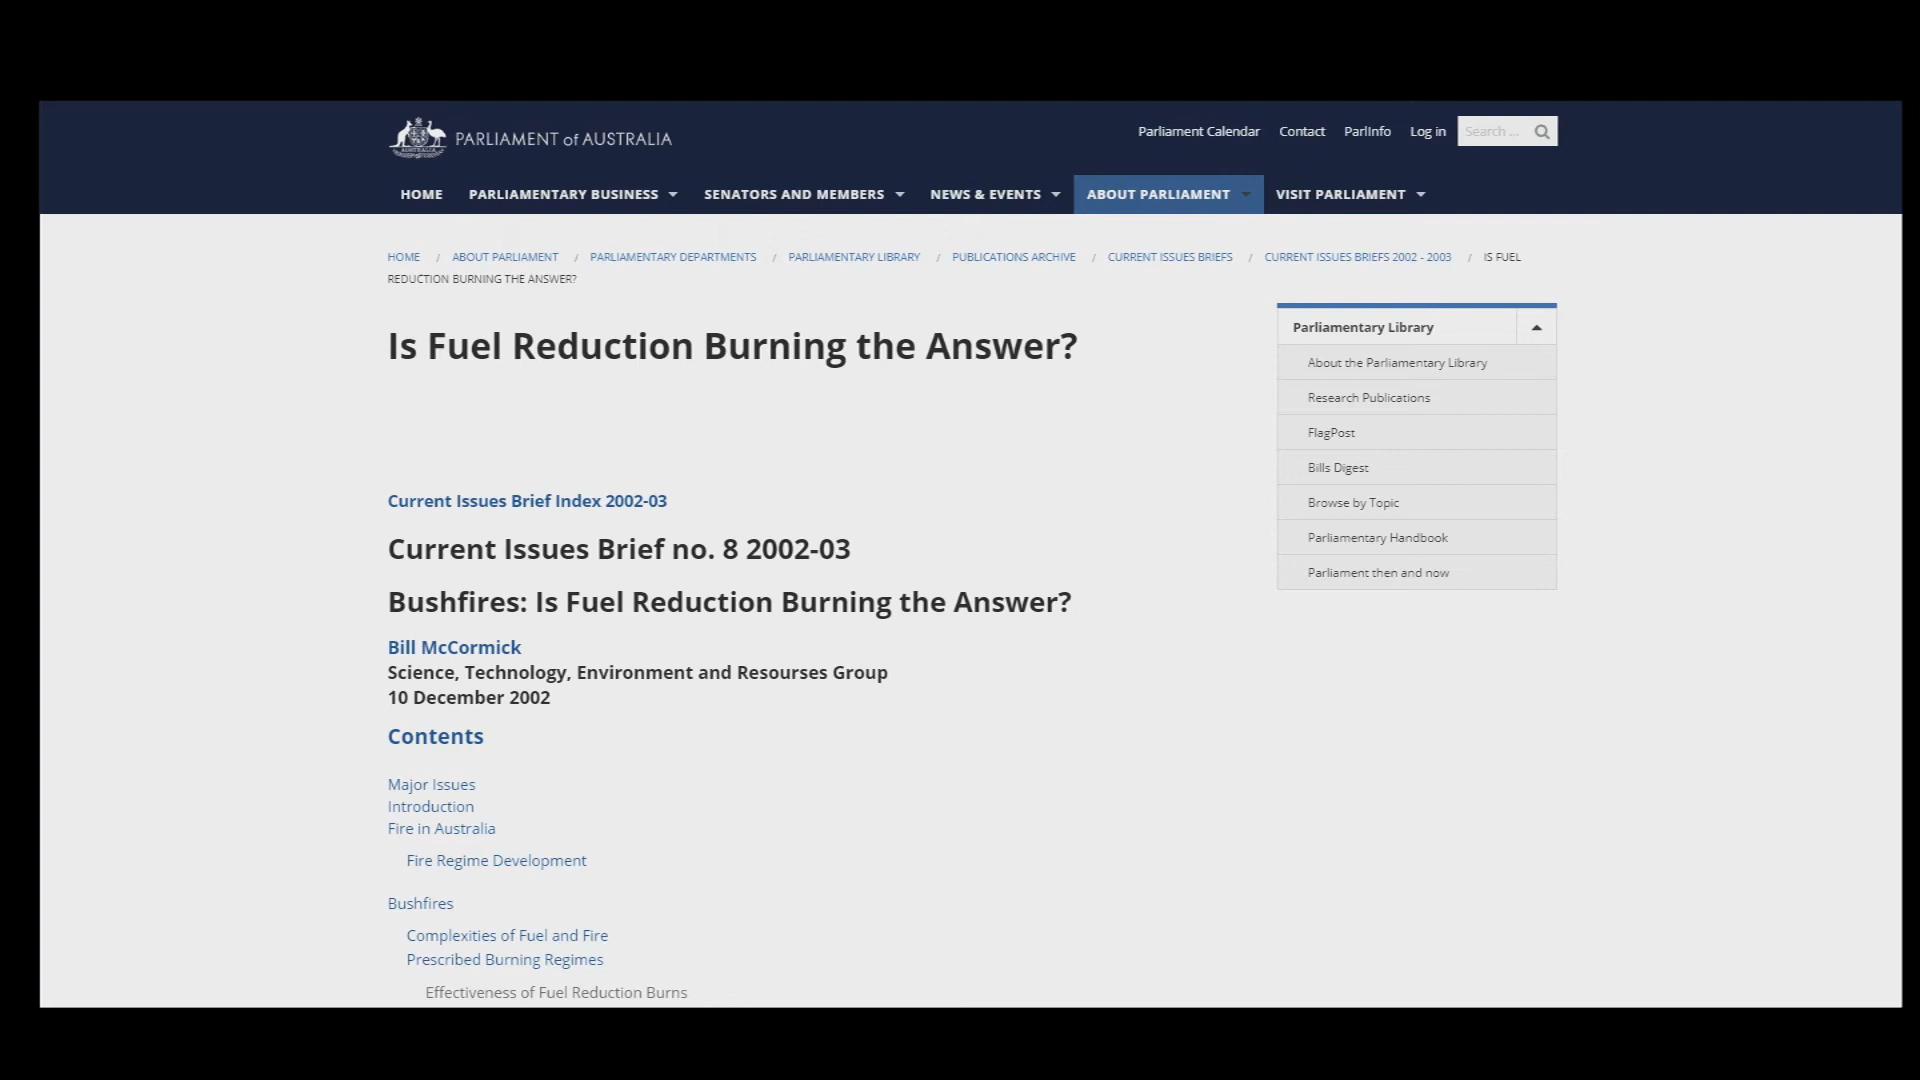 PARLIAMENT of AUSTRALIA
Parliament Calendar Contact ParlInfo Log in Search ...
HOME PARLIAMENTARY BUSINESS SENATORS AND MEMBERS NEWS & EVENTS ABOUT PARLIAMENT VISIT PARLIAMENT
HOME / ABOUT PARLIAMENT / PARLIAMENTARY DEPARTMENTS / PARLIAMENTARY LIBRARY / PUBLICATIONS ARCHIVE / CURRENT ISSUES BRIEFS / CURRENT ISSUES BRIEFS 2002 - 2003 / IS FUEL
REDUCTION BURNING THE ANSWER?
Is Fuel Reduction Burning the Answer?
Current Issues Brief Index 2002-03
Current Issues Brief no. 8 2002-03
Bushfires: Is Fuel Reduction Burning the Answer?
Bill McCormick
Science, Technology, Environment and Resourses Group
10 December 2002
Contents
Major Issues
Introduction
Fire in Australia
Fire Regime Development
Bushfires
Complexities of Fuel and Fire
Prescribed Burning Regimes
Effectiveness of Fuel Reduction Burns
Parliamentary Library
About the Parliamentary Library
Research Publications
FlagPost
Bills Digest
Browse by Topic
Parliamentary Handbook
Parliament then and now